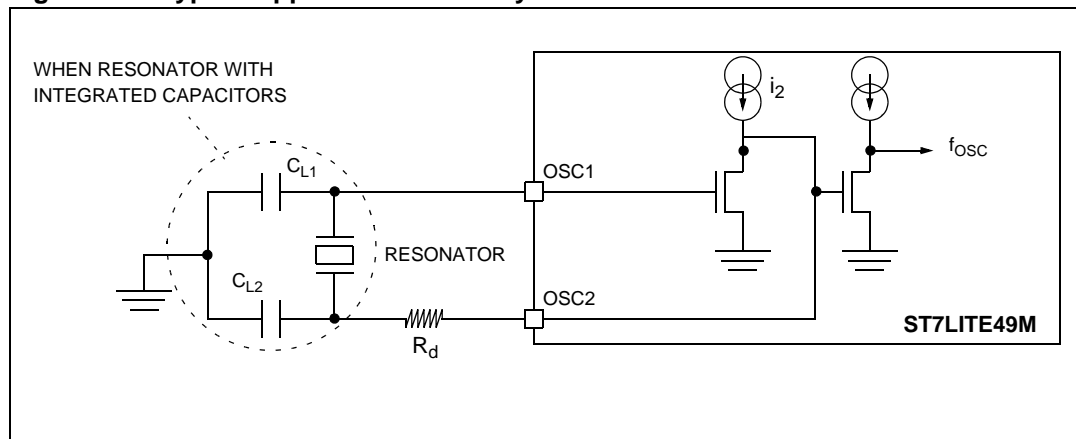 WHEN RESONATOR WITH
INTEGRATED CAPACITORS
CL1
CL2
RESONATOR
Rd
OSC1
OSC2
i2
fOSC
ST7LITE49M